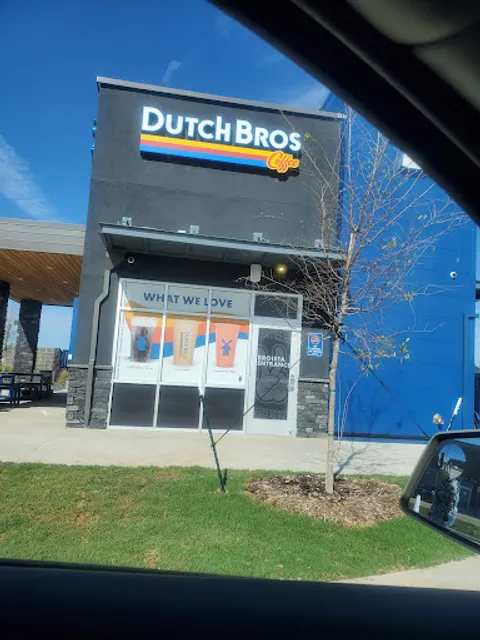 DUTCH BROS
Coffee
WHAT WE LOVE
BROISTA
ENTRANCE